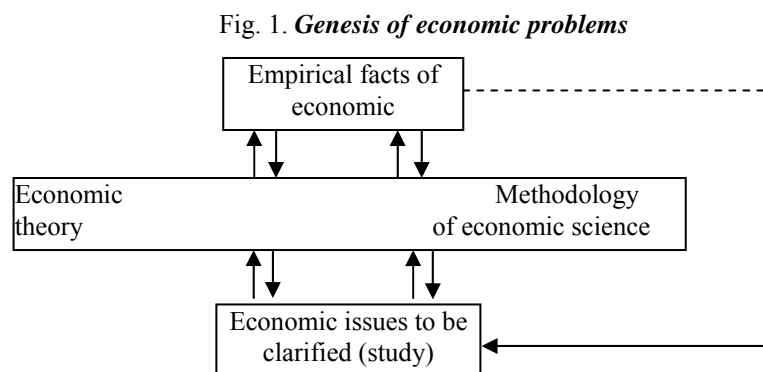 Fig. 1. Genesis of economic problems
Empirical facts of
economic
Economic
theory
Methodology
of economic science
Economic issues to be
clarified (study)